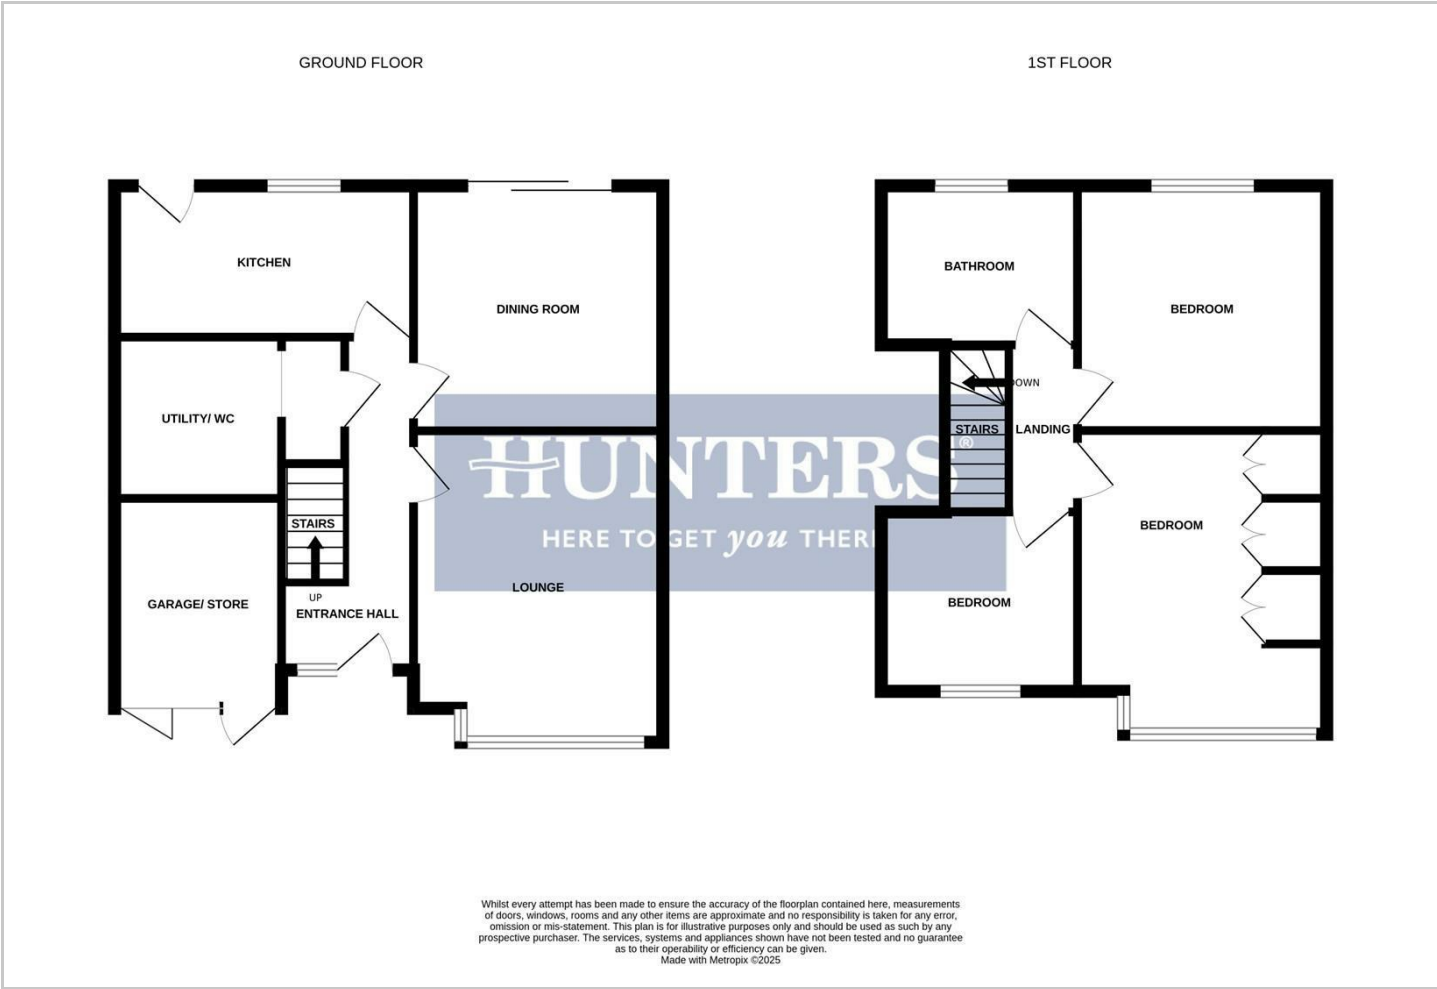 GROUND FLOOR
1ST FLOOR
KITCHEN
DINING ROOM
UTILITY/ WC
STAIRS
GARAGE/ STORE
UP
ENTRANCE HALL
LOUNGE
BATHROOM
BEDROOM
DOWN
STAIRS
LANDING
BEDROOM
BEDROOM
HUNTERS®
HERE TO GET you THERE
Whilst every attempt has been made to ensure the accuracy of the floorplan contained here, measurements
of doors, windows, rooms and any other items are approximate and no responsibility is taken for any error,
omission or mis-statement. This plan is for illustrative purposes only and should be used as such by any
prospective purchaser. The services, systems and appliances shown have not been tested and no guarantee
as to their operability or efficiency can be given.
Made with Metropix ©2025